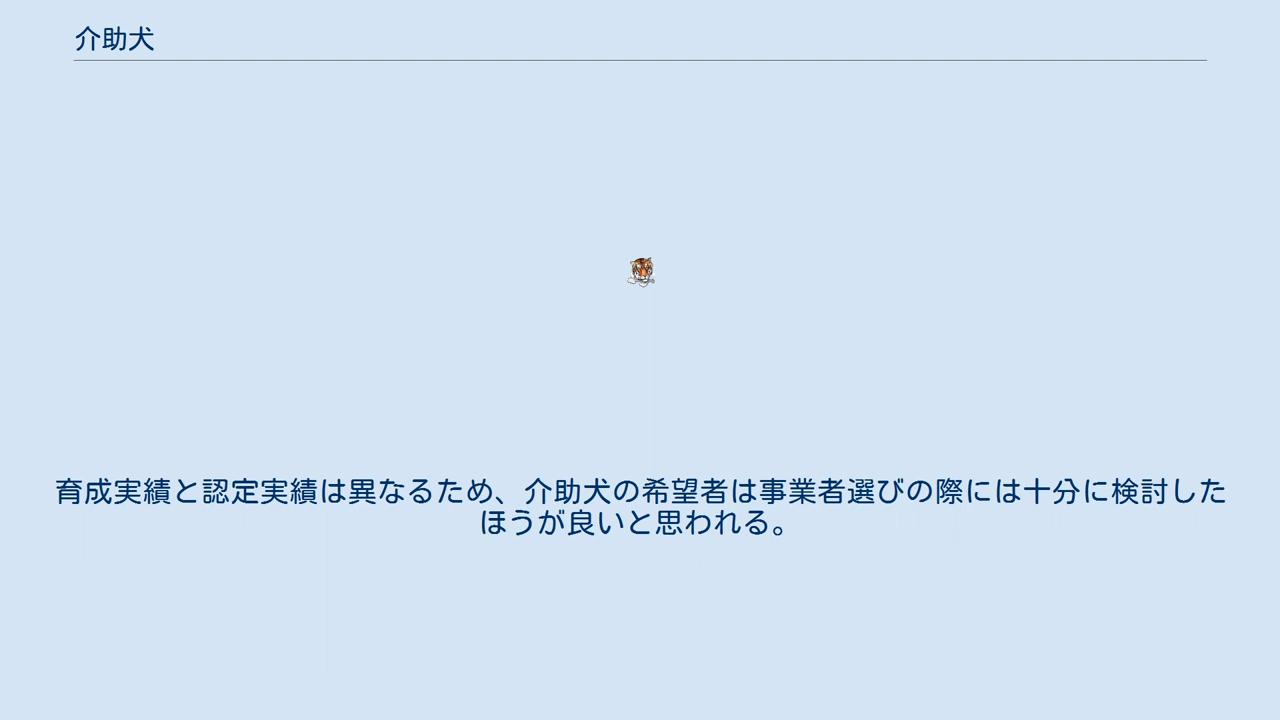 介助犬
育成実績と認定実績は異なるため、介助犬の希望者は事業者選びの際には十分に検討した
ほうが良いと思われる。